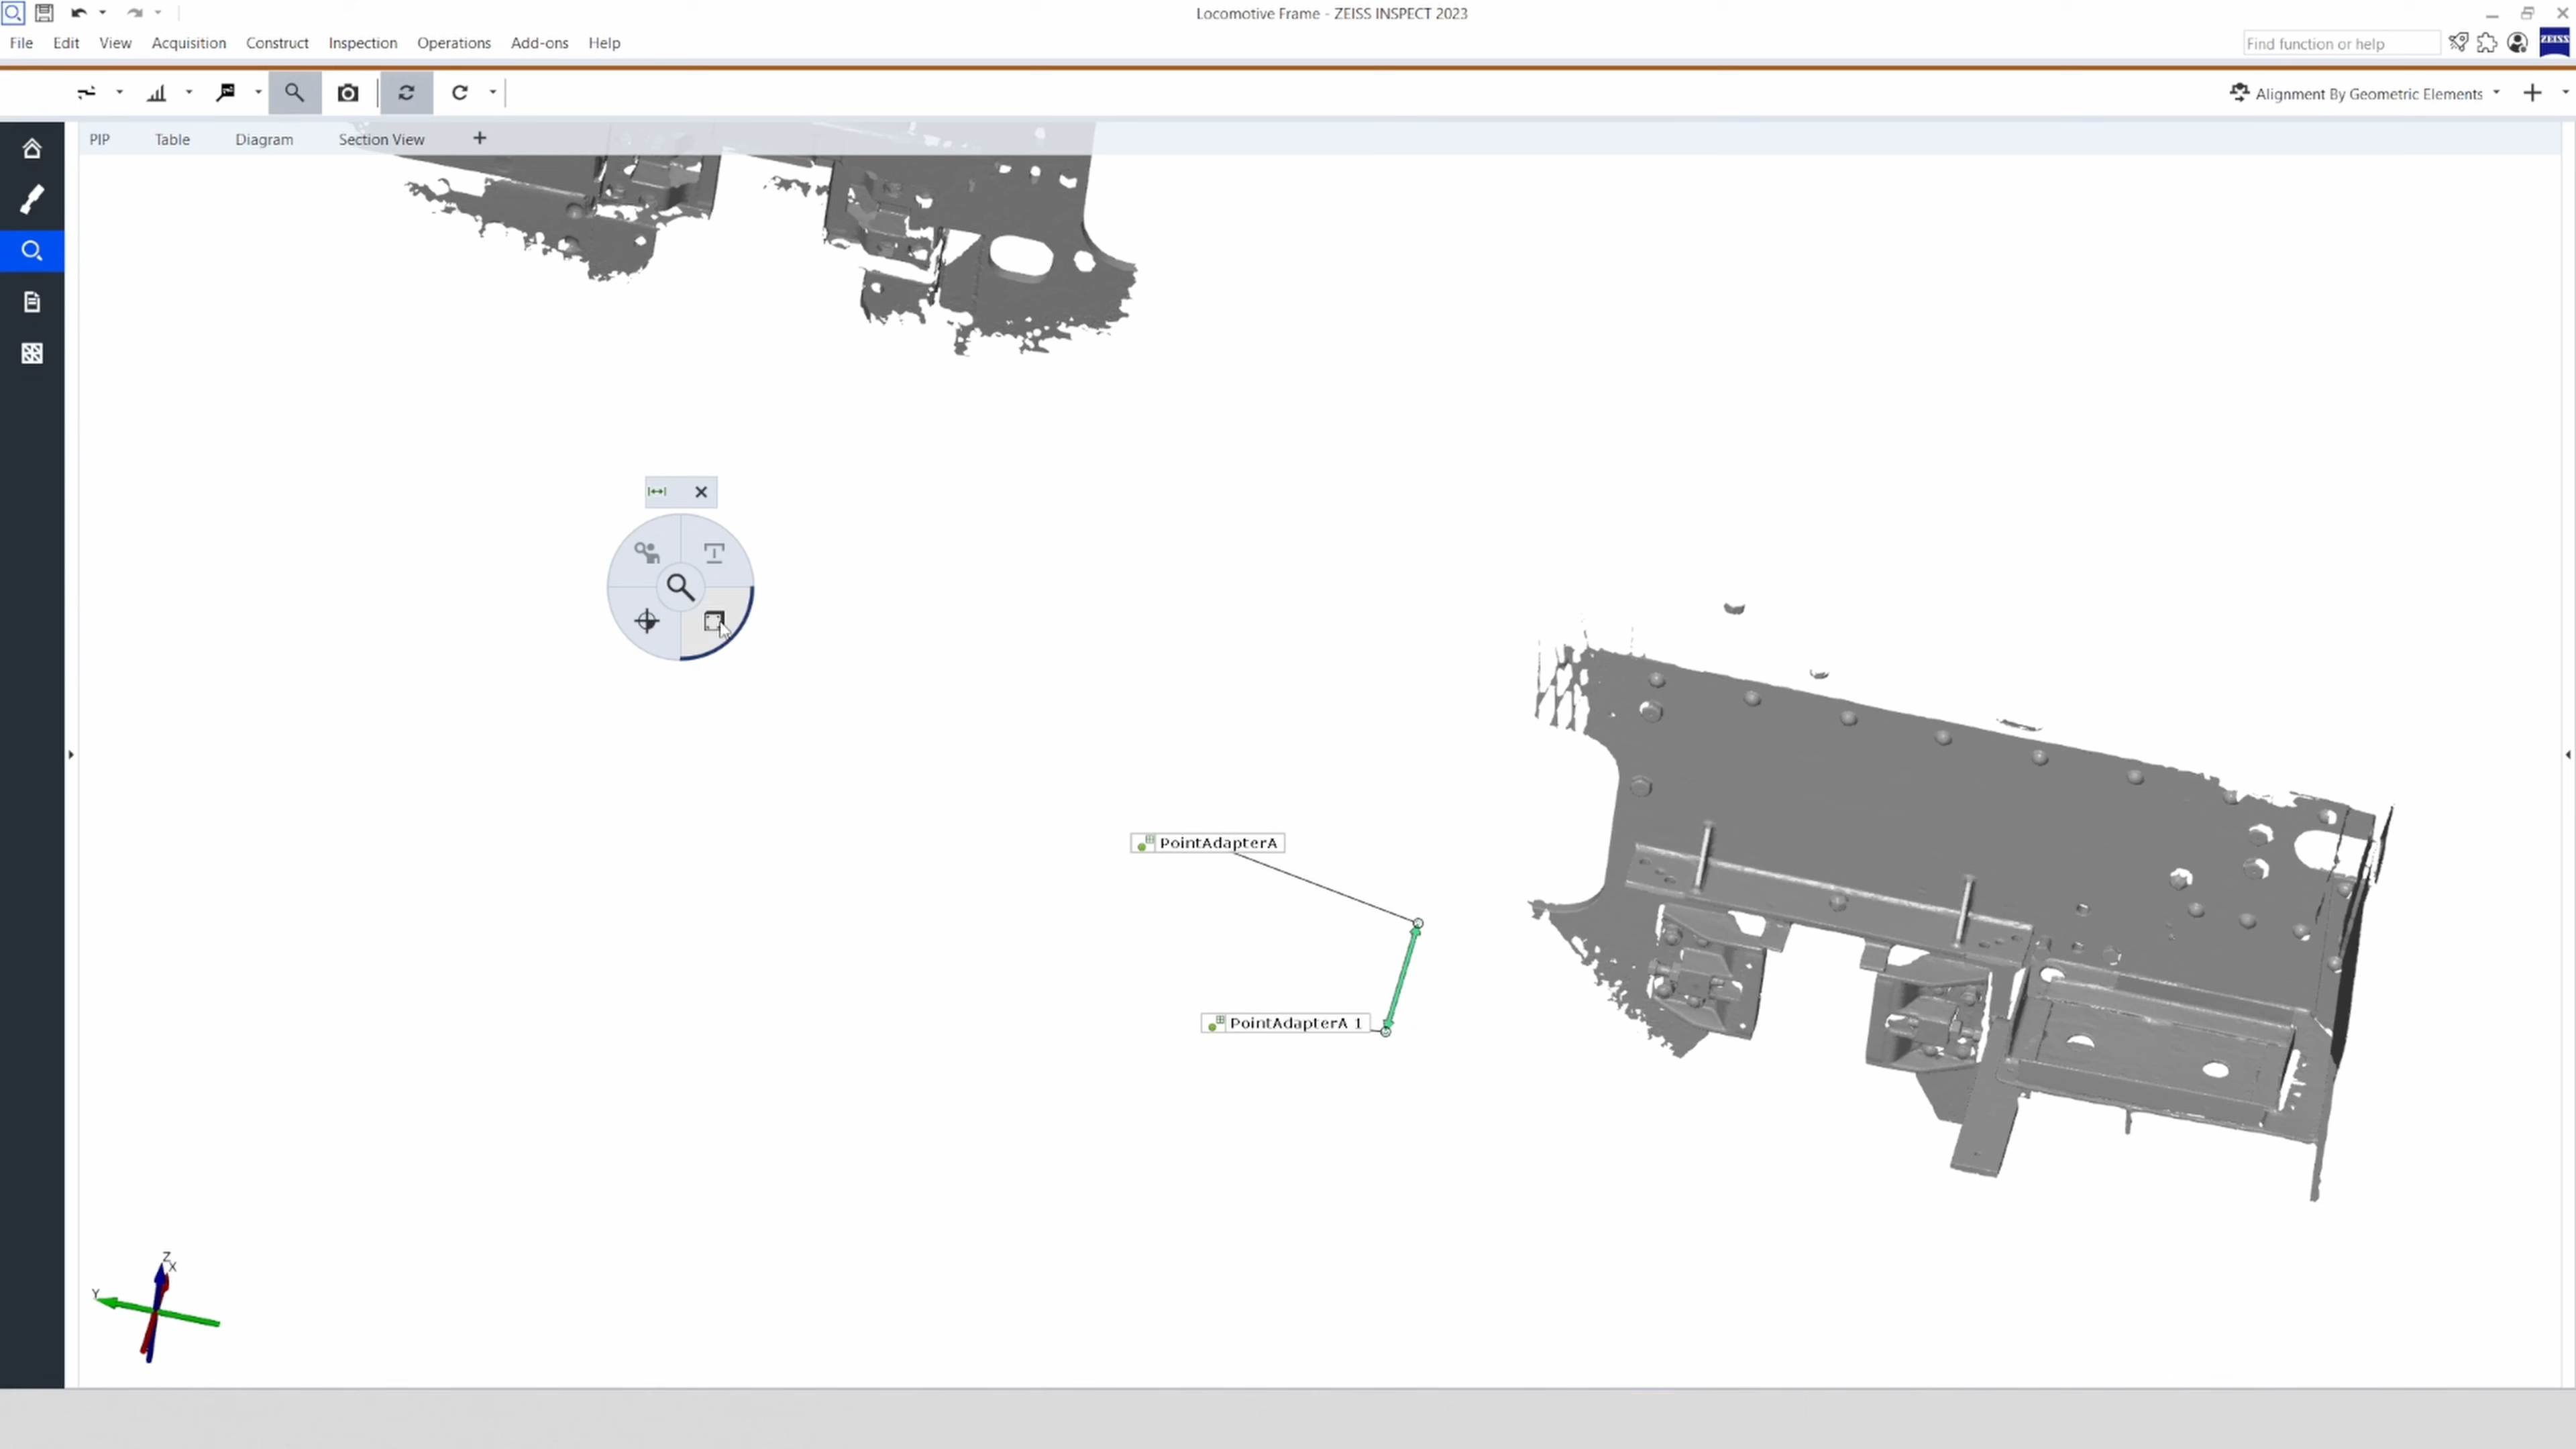 Locomotive Frame - ZEISS INSPECT 2023
File Edit View Acquisition Construct Inspection Operations Add-ons Help
Find function or help
ZEISS
Alignment By Geometric Elements
PIP Table Diagram Section View
PointAdapterA
PointAdapterA 1
Z
X
Y